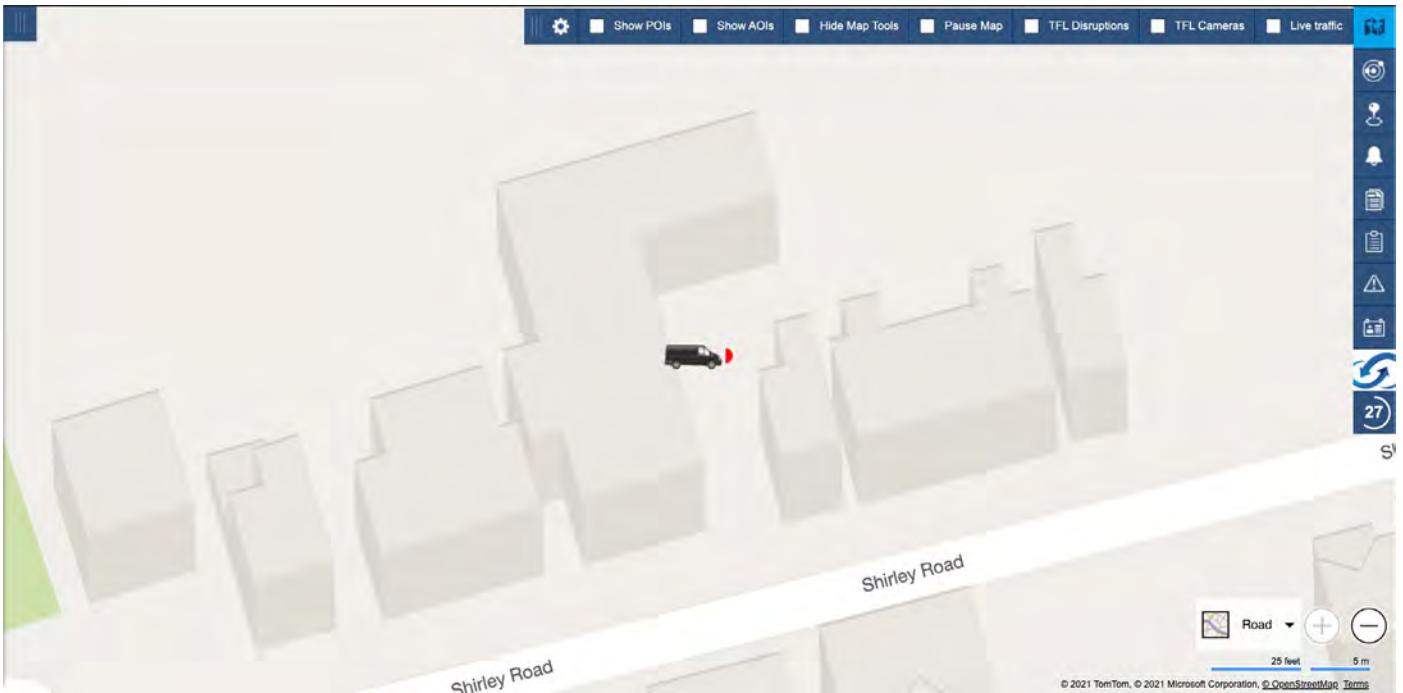 Show POIs
Show AOIs
Hide Map Tools
Pause Map
TFL Disruptions
TFL Cameras
Live traffic
27
Shirley Road
Shirley Road
Road
25 feet
5 m
© 2021 TomTom, © 2021 Microsoft Corporation, © OpenStreetMap Terms